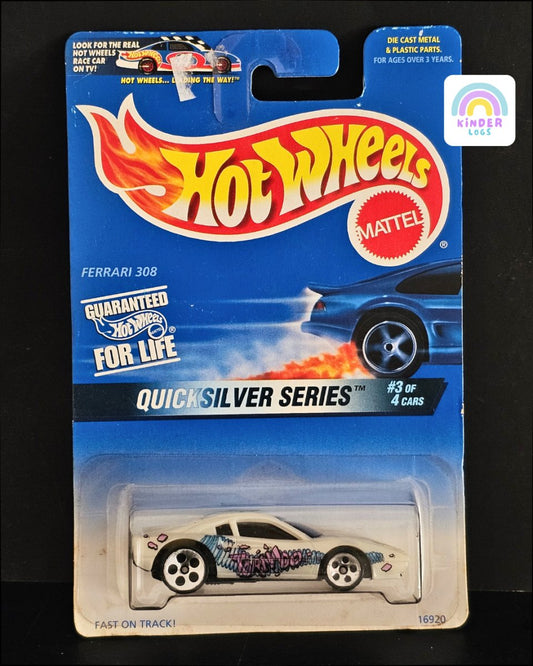 LOOK FOR THE REAL
HOT WHEELS
RACE CAR
ON TV!
HOT WHEELS... THE WAY!™
DIE CAST METAL
& PLASTIC PARTS.
FOR AGES OVER 3 YEARS.
KiNDER
LOGS
HOT WHEELS
MATTEL
®
FERRARI 308
GUARANTEED
Hot Wheels ®
FOR LIFE
QUICKSILVER SERIES™
#3 OF
4 CARS
FAST ON TRACK!
16920